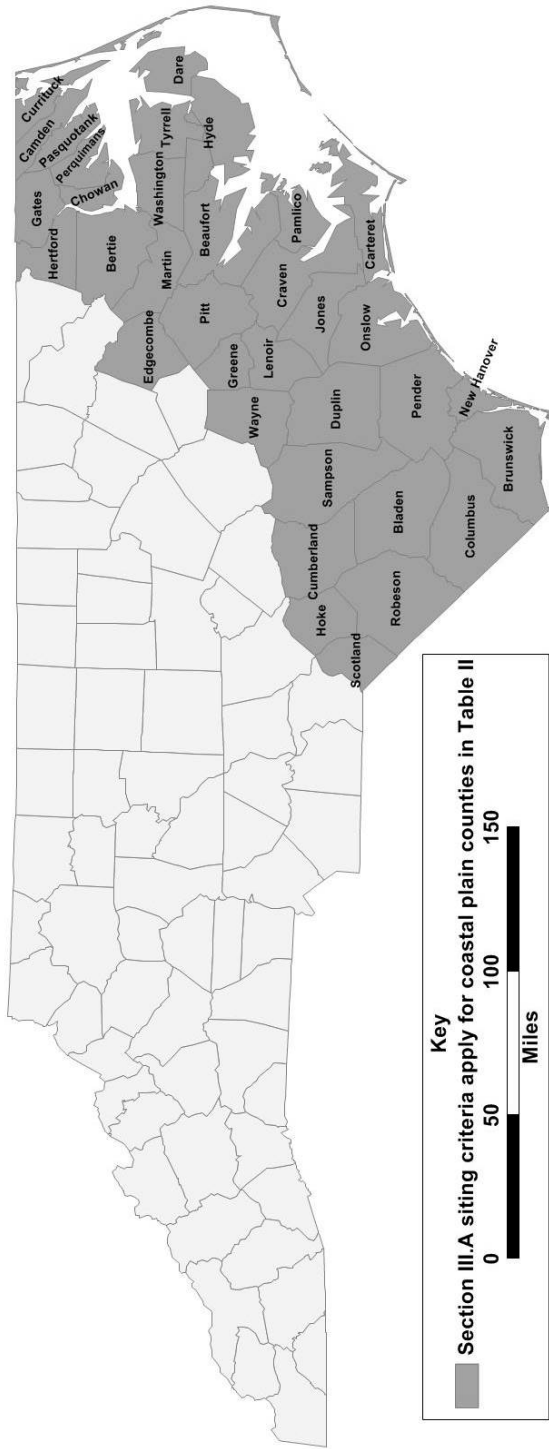 Currituck
Camden
Pasquotank
Perquimans
Gates
Chowan
Hertford
Bertie
Dare
Tyrrell
Washington
Hyde
Martin
Beaufort
Edgecombe
Pitt
Pamlico
Craven
Greene
Lenoir
Carteret
Jones
Wayne
Onslow
Duplin
Sampson
Pender
New Hanover
Cumberland
Bladen
Brunswick
Columbus
Hoke
Robeson
Scotland
Key
Section III.A siting criteria apply for coastal plain counties in Table II
0 50 100 150
Miles